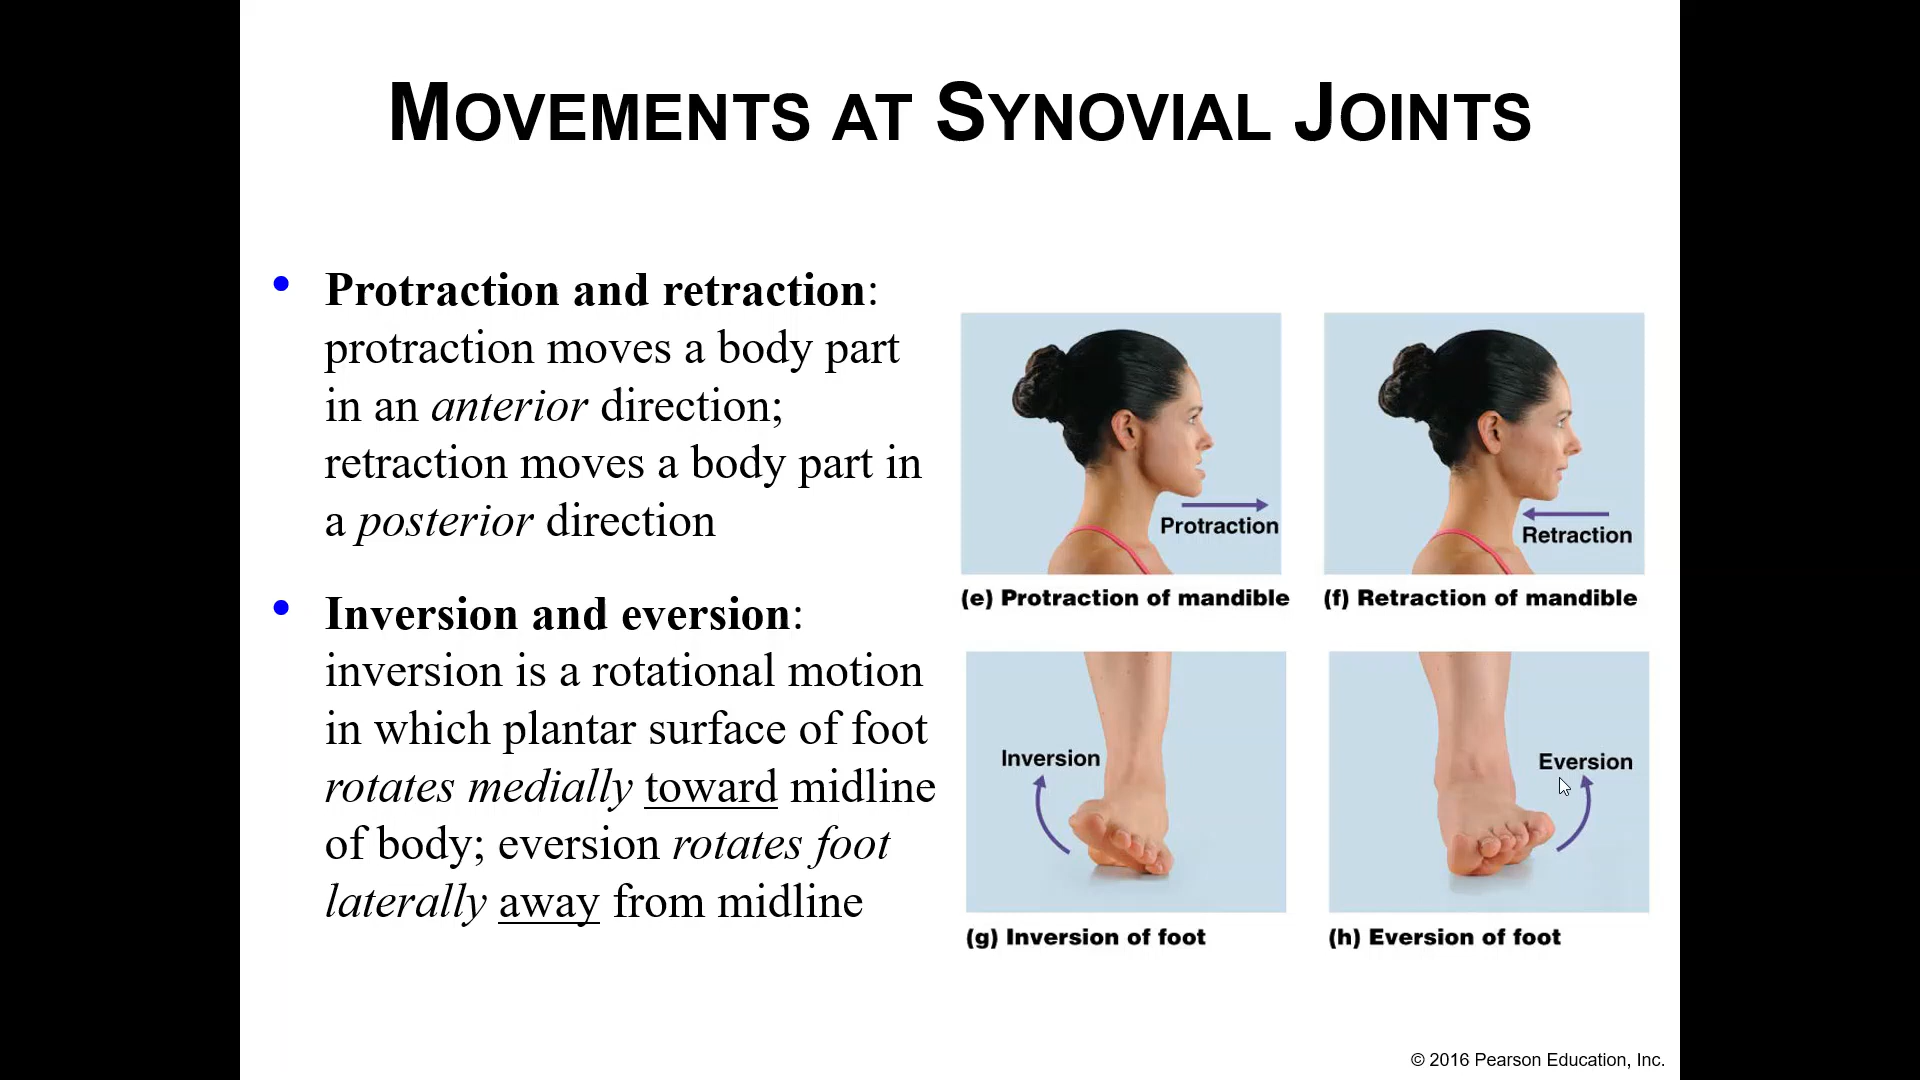 MOVEMENTS AT SYNOVIAL JOINTS
• Protraction and retraction:
protraction moves a body part
in an anterior direction;
retraction moves a body part in
a posterior direction
• Inversion and eversion:
inversion is a rotational motion
in which plantar surface of foot
rotates medially toward midline
of body; eversion rotates foot
laterally away from midline
Protraction
(e) Protraction of mandible
Retraction
(f) Retraction of mandible
Inversion
(g) Inversion of foot
Eversion
(h) Eversion of foot
© 2016 Pearson Education, Inc.